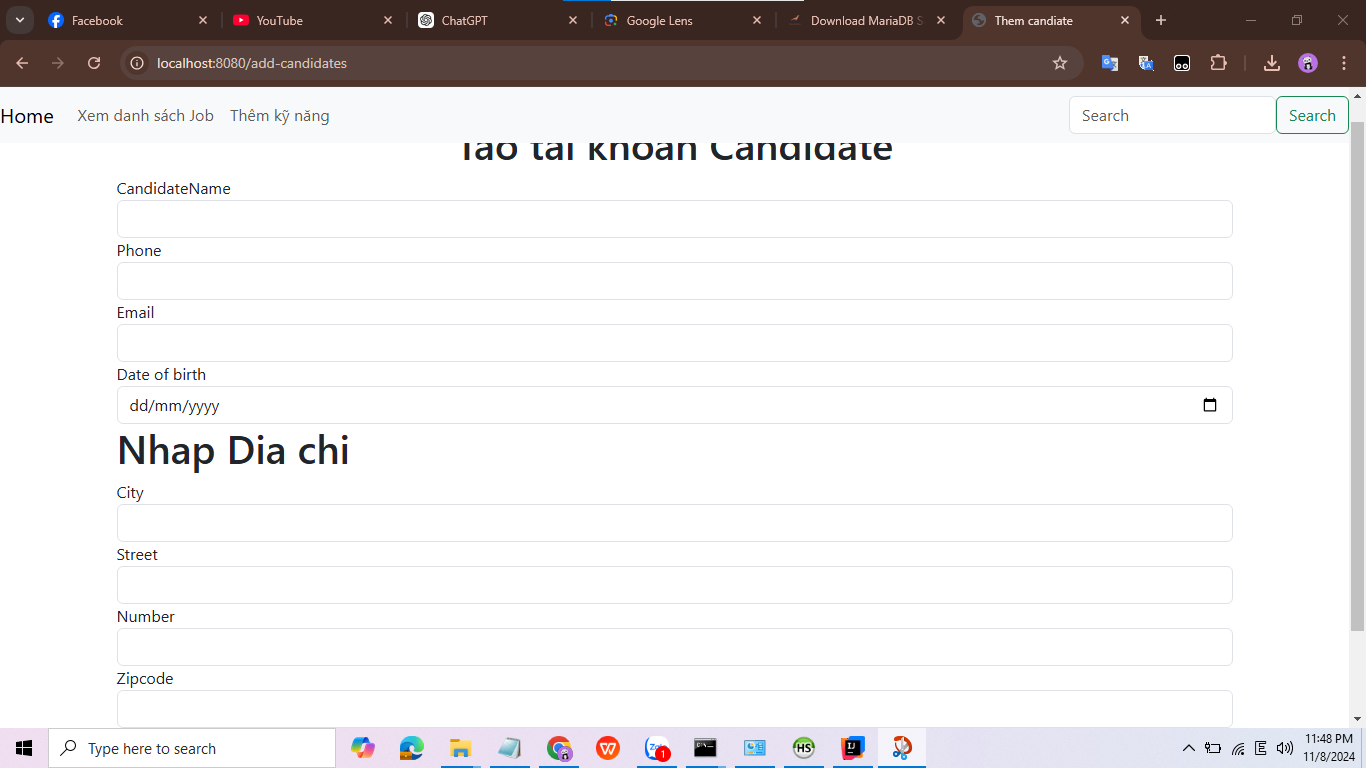 Facebook
YouTube
ChatGPT
Google Lens
Download MariaDB S
Them candiate
localhost:8080/add-candidates
Home Xem danh sách Job Thêm kỹ năng Search Search
Tao tai khoan Candidate
CandidateName
Phone
Email
Date of birth
dd/mm/yyyy
Nhap Dia chi
City
Street
Number
Zipcode
Type here to search
11:48 PM
11/8/2024